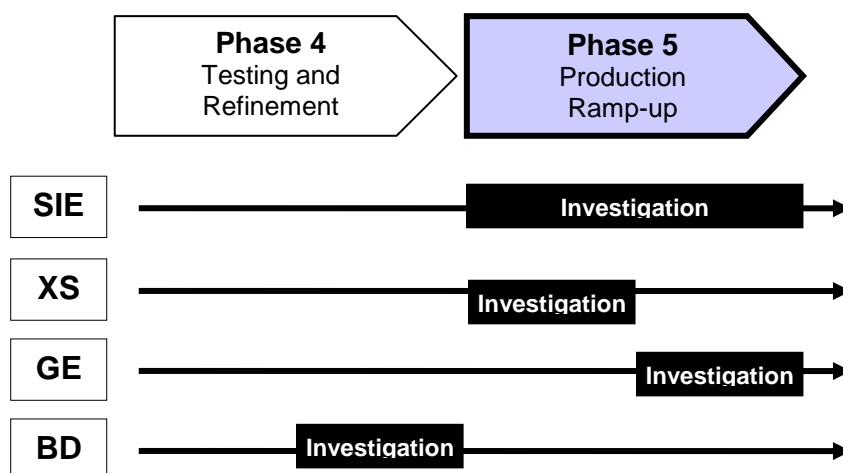 Phase 4
Testing and
Refinement
Phase 5
Production
Ramp-up
SIE
Investigation
XS
Investigation
GE
Investigation
BD
Investigation